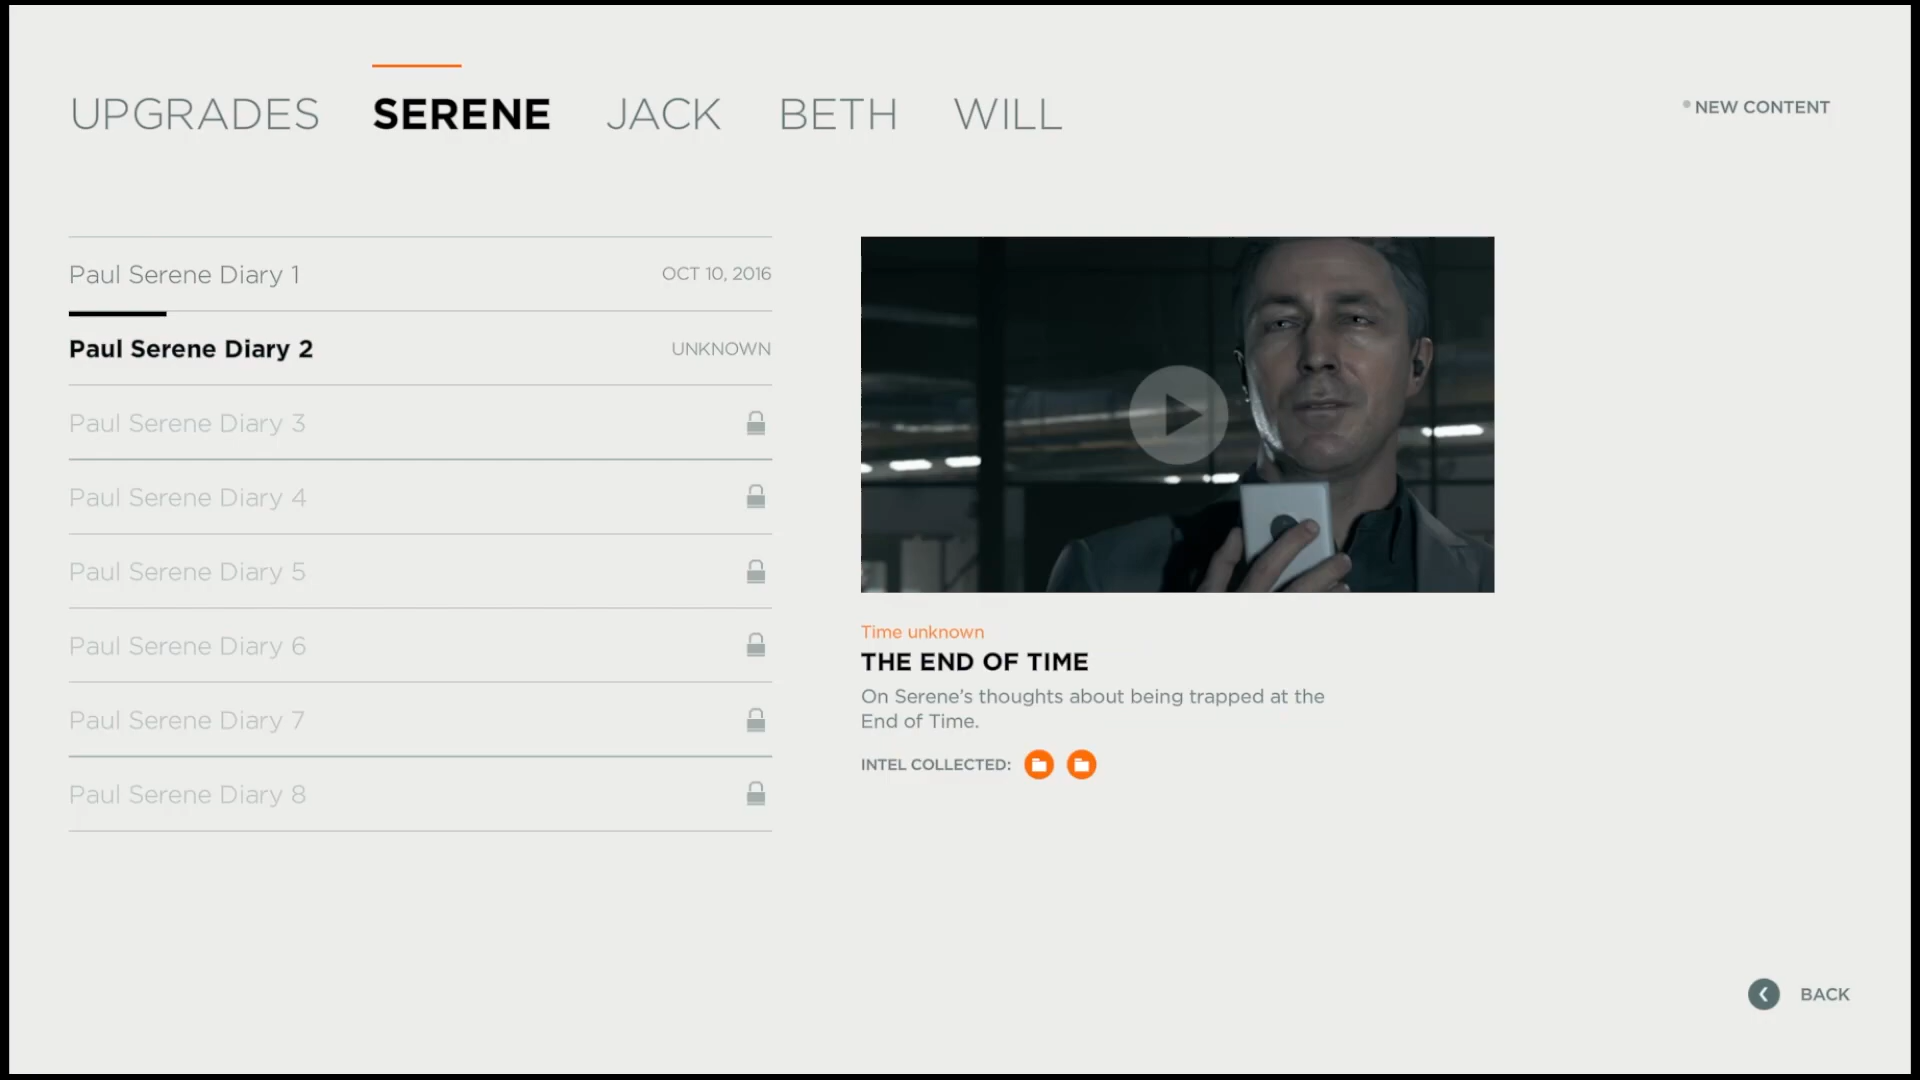 UPGRADES SERENE JACK BETH WILL
NEW CONTENT
Paul Serene Diary 1 OCT 10, 2016
Paul Serene Diary 2 UNKNOWN
Paul Serene Diary 3
Paul Serene Diary 4
Paul Serene Diary 5
Paul Serene Diary 6
Paul Serene Diary 7
Paul Serene Diary 8
Time unknown
THE END OF TIME
On Serene's thoughts about being trapped at the
End of Time.
INTEL COLLECTED:
BACK